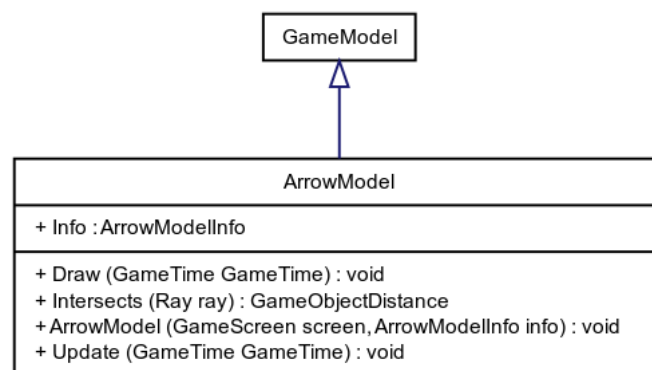 GameModel
ArrowModel
+ Info : ArrowModelInfo
+ Draw (GameTime GameTime) : void
+ Intersects (Ray ray) : GameObjectDistance
+ ArrowModel (GameScreen screen, ArrowModelInfo info) : void
+ Update (GameTime GameTime) : void